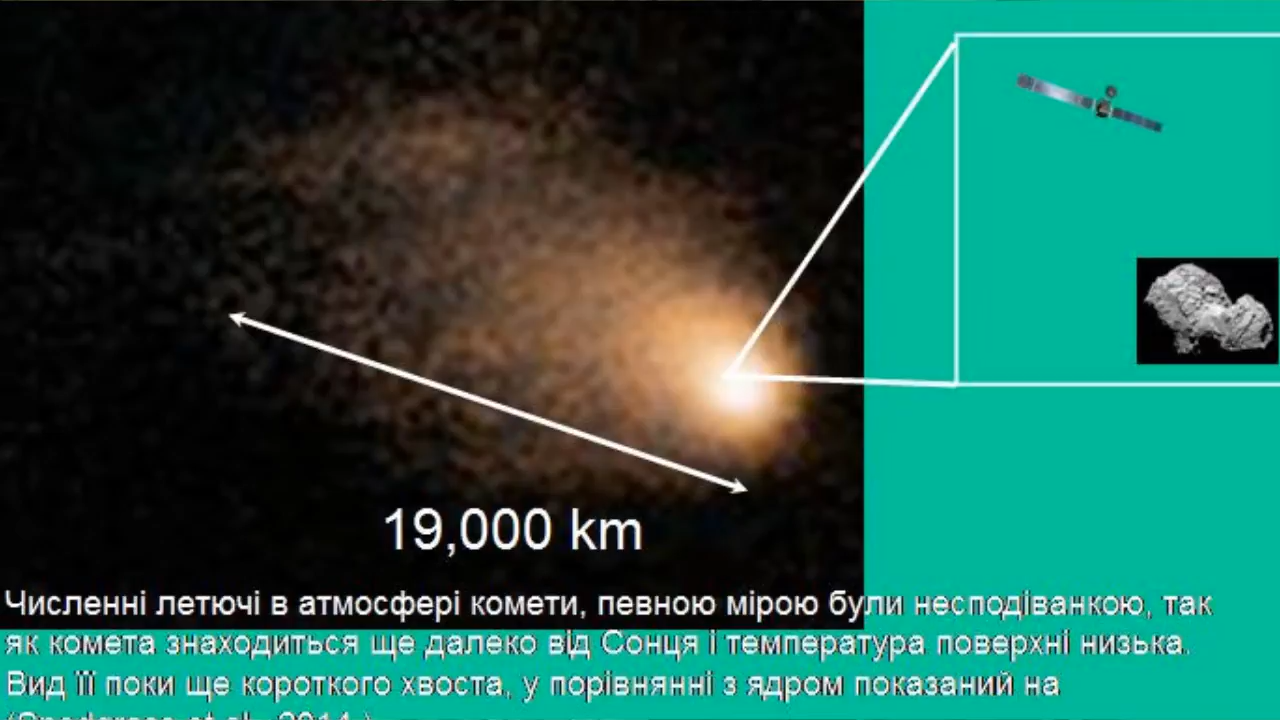 19,000 km
Численні летючі в атмосфері комети, певною мірою були несподіванкою, так
як комета знаходиться ще далеко від Сонця і температура поверхні низька.
Вид її поки ще короткого хвоста, у порівнянні з ядром показаний на